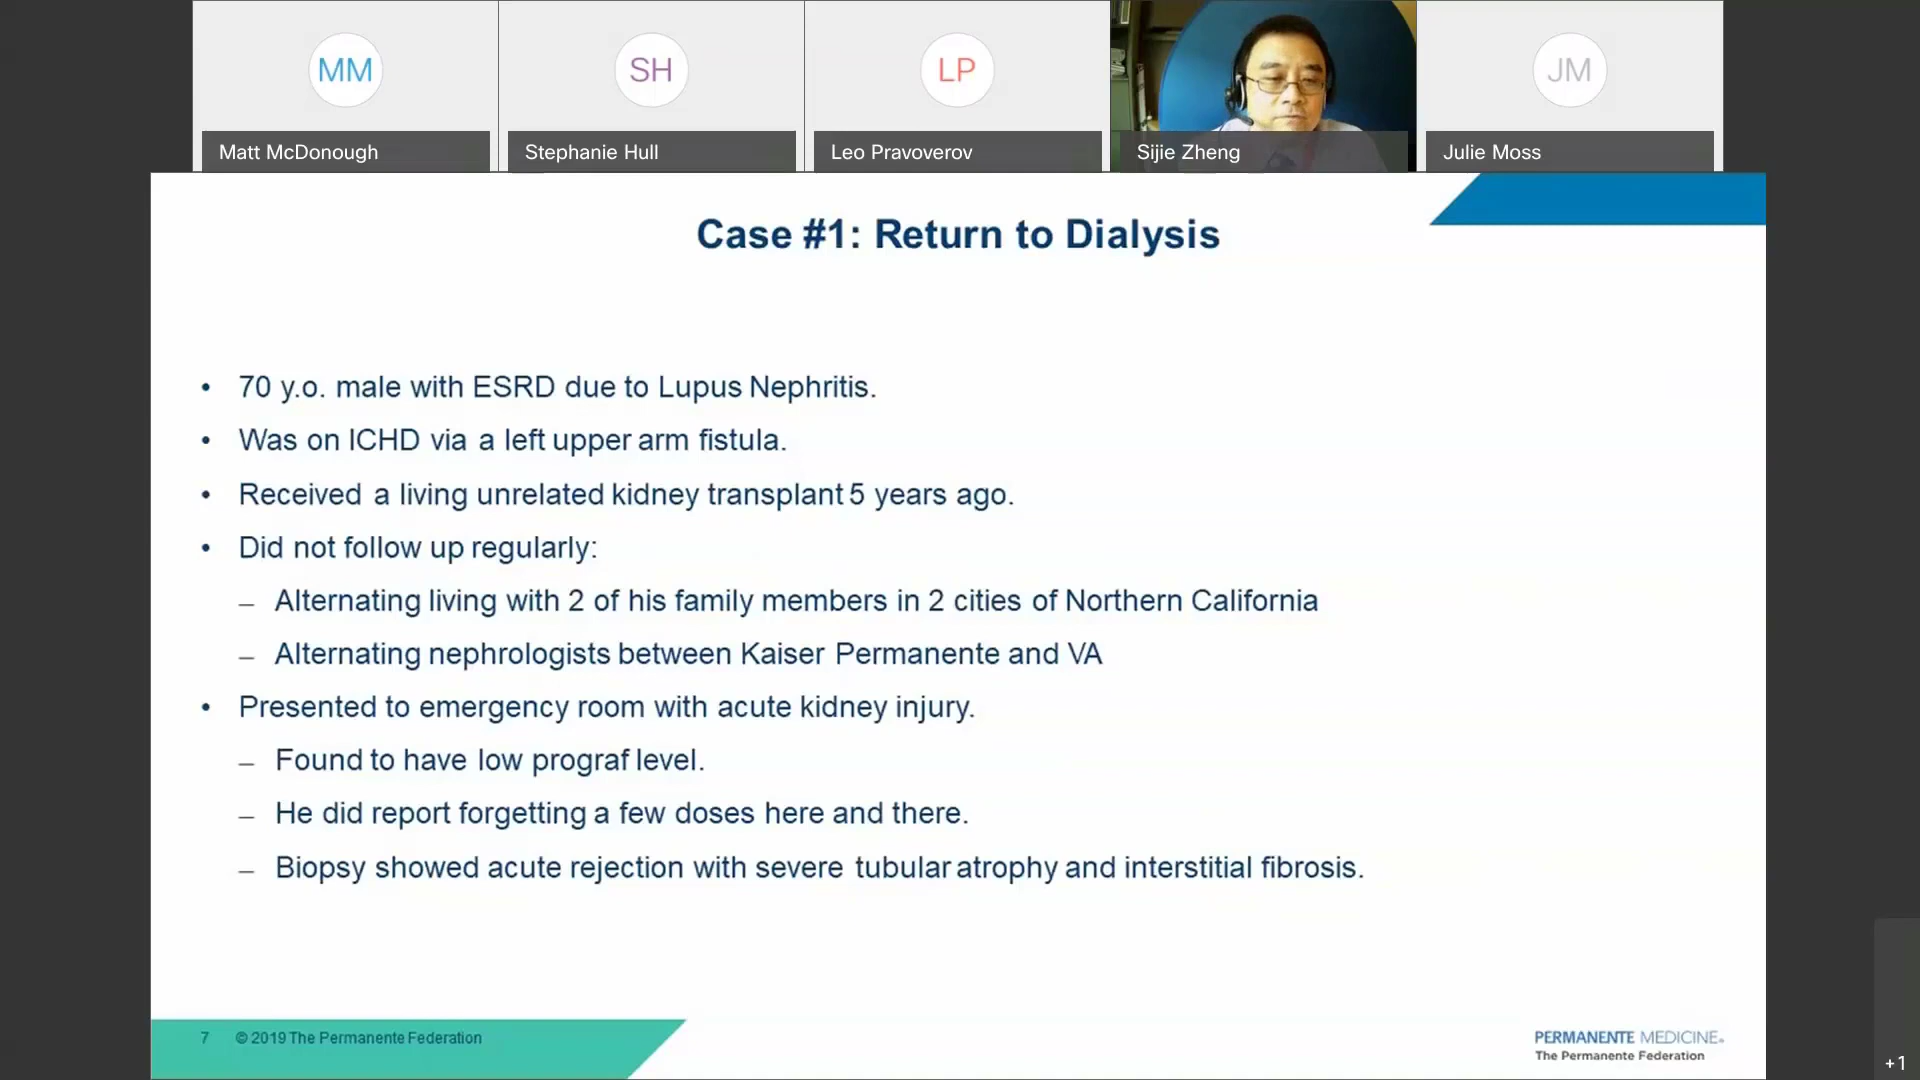 MM
SH
LP
JM
Matt McDonough
Stephanie Hull
Leo Pravoverov
Sijie Zheng
Julie Moss
Case #1: Return to Dialysis
• 70 y.o. male with ESRD due to Lupus Nephritis.
• Was on ICHD via a left upper arm fistula.
• Received a living unrelated kidney transplant 5 years ago.
• Did not follow up regularly:
– Alternating living with 2 of his family members in 2 cities of Northern California
– Alternating nephrologists between Kaiser Permanente and VA
• Presented to emergency room with acute kidney injury.
– Found to have low prograf level.
– He did report forgetting a few doses here and there.
– Biopsy showed acute rejection with severe tubular atrophy and interstitial fibrosis.
7 © 2019 The Permanente Federation
PERMANENTE MEDICINE
The Permanente Federation
+1